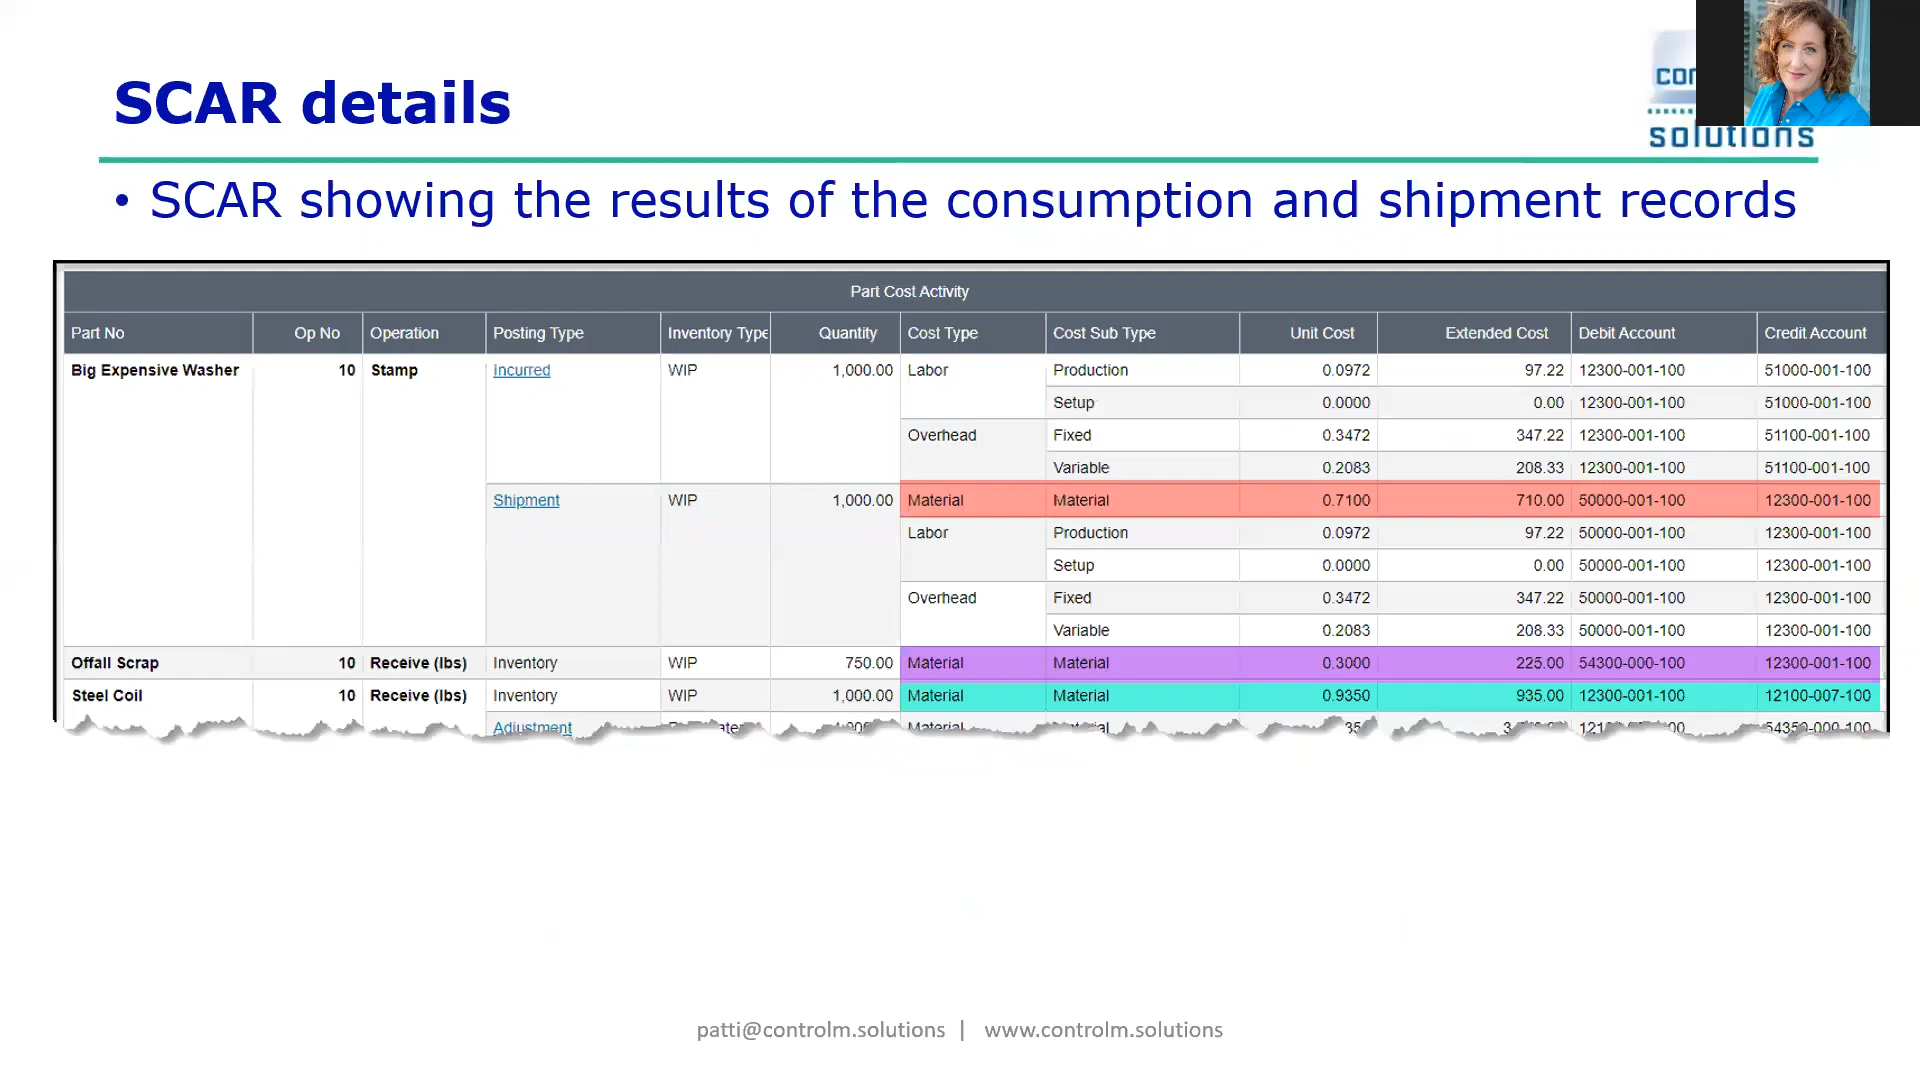 SCAR details
con
solutions
• SCAR showing the results of the consumption and shipment records
Part Cost Activity
Part No Op No Operation Posting Type Inventory Type Quantity Cost Type Cost Sub Type Unit Cost Extended Cost Debit Account Credit Account
Big Expensive Washer 10 Stamp Incurred WIP 1,000.00 Labor Production 0.0972 97.22 12300-001-100 51000-001-100
Setup 0.0000 0.00 12300-001-100 51000-001-100
Overhead Fixed 0.3472 347.22 12300-001-100 51100-001-100
Variable 0.2083 208.33 12300-001-100 51100-001-100
Shipment WIP 1,000.00 Material Material 0.7100 710.00 50000-001-100 12300-001-100
Labor Production 0.0972 97.22 50000-001-100 12300-001-100
Setup 0.0000 0.00 50000-001-100 12300-001-100
Overhead Fixed 0.3472 347.22 50000-001-100 12300-001-100
Variable 0.2083 208.33 50000-001-100 12300-001-100
Offall Scrap 10 Receive (lbs) Inventory WIP 750.00 Material Material 0.3000 225.00 54300-000-100 12300-001-100
Steel Coil 10 Receive (lbs) Inventory WIP 1,000.00 Material Material 0.9350 935.00 12300-001-100 12100-007-100
Adjustment Material 54350-000-100
patti@controlm.solutions | www.controlm.solutions